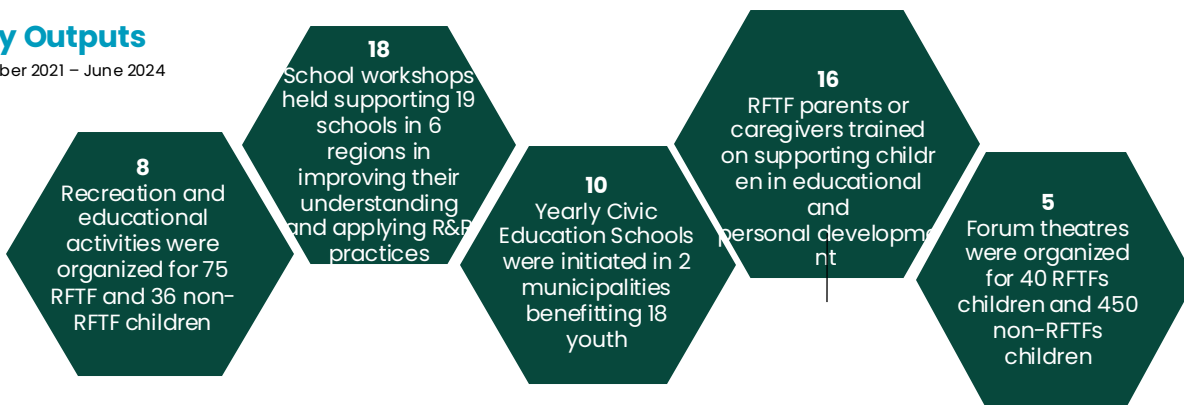 y Outputs
ber 2021 – June 2024
8
Recreation and
educational
activities were
organized for 75
RFTF and 36 non-
RFTF children
18
School workshops
held supporting 19
schools in 6
regions in
improving their
understanding
and applying R&R
practices
10
Yearly Civic
Education Schools
were initiated in 2
municipalities
benefitting 18
youth
16
RFTF parents or
caregivers trained
on supporting childr
en in educational
and
personal developme
nt
5
Forum theatres
were organized
for 40 RFTFs
children and 450
non-RFTFs
children